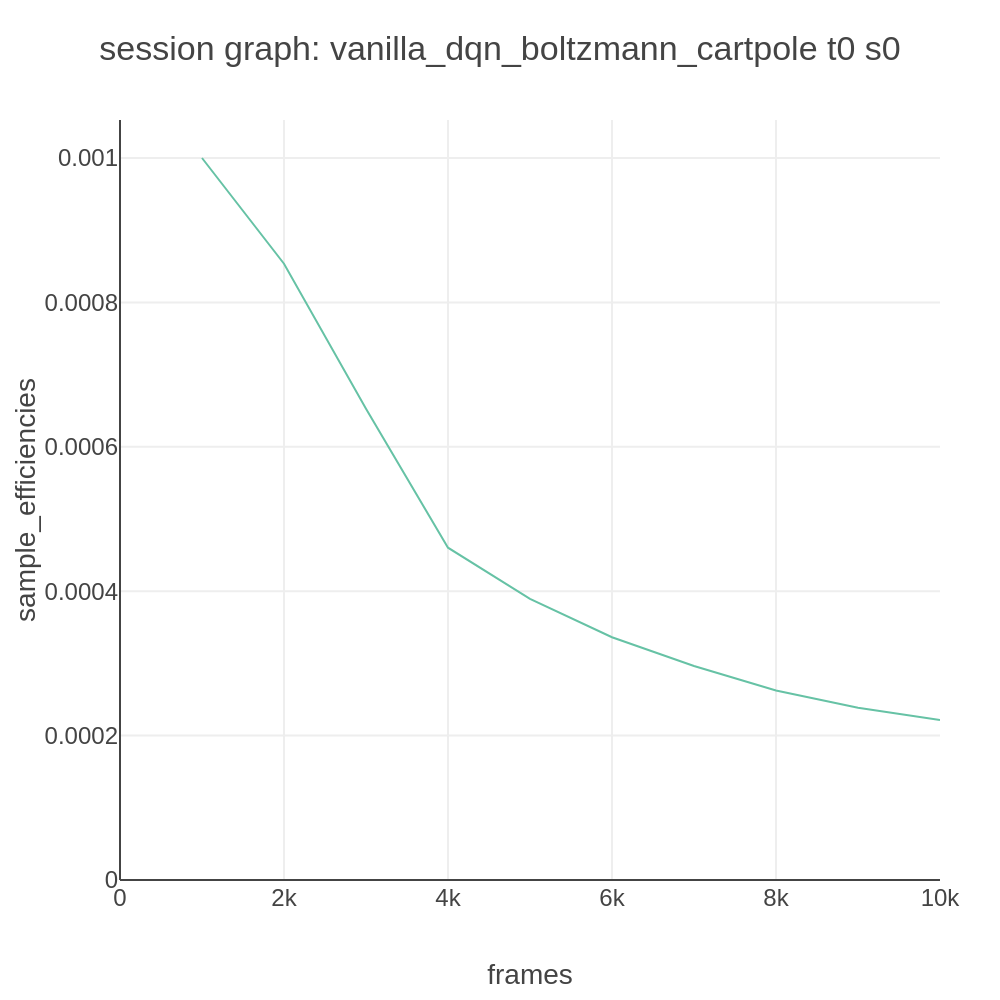 session graph: vanilla_dqn_boltzmann_cartpole t0 s0
0.001
0.0008
0.0006
0.0004
0.0002
0
sample_efficiencies
0 2k 4k 6k 8k 10k
frames